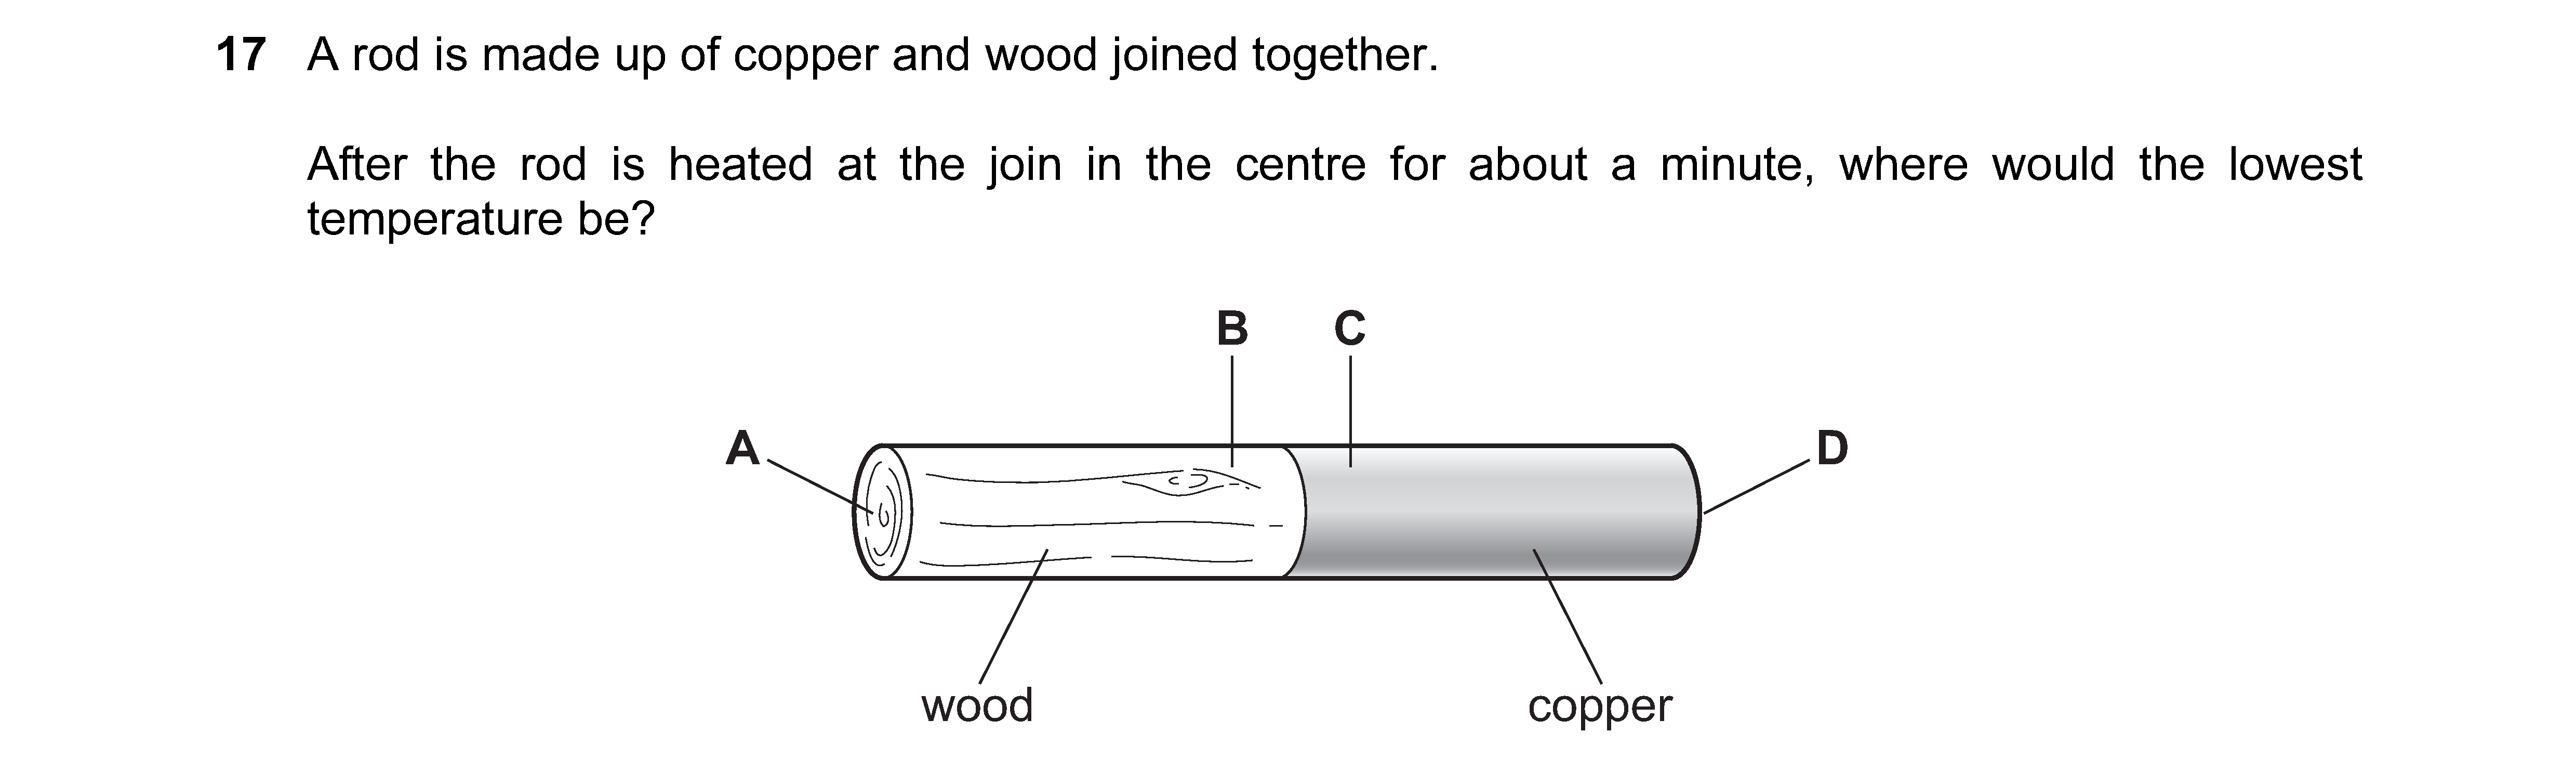 17 A rod is made up of copper and wood joined together.
After the rod is heated at the join in the centre for about a minute, where would the lowest
temperature be?
B C
A D
wood copper